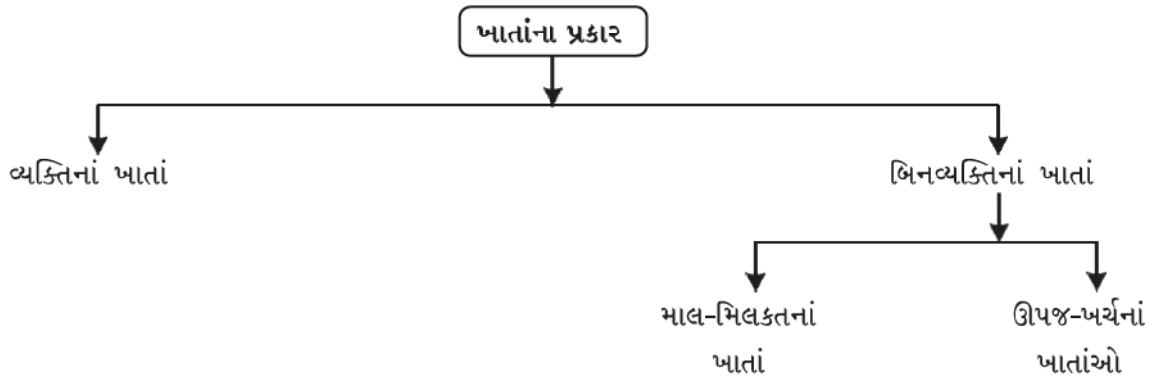 ખાતાંના પ્રકાર
વ્યક્તિનાં ખાતાં
બિનવ્યક્તિનાં ખાતાં
માલ-મિલકતનાં
ખાતાં
ઊપજ-ખર્ચનાં
ખાતાંઓ